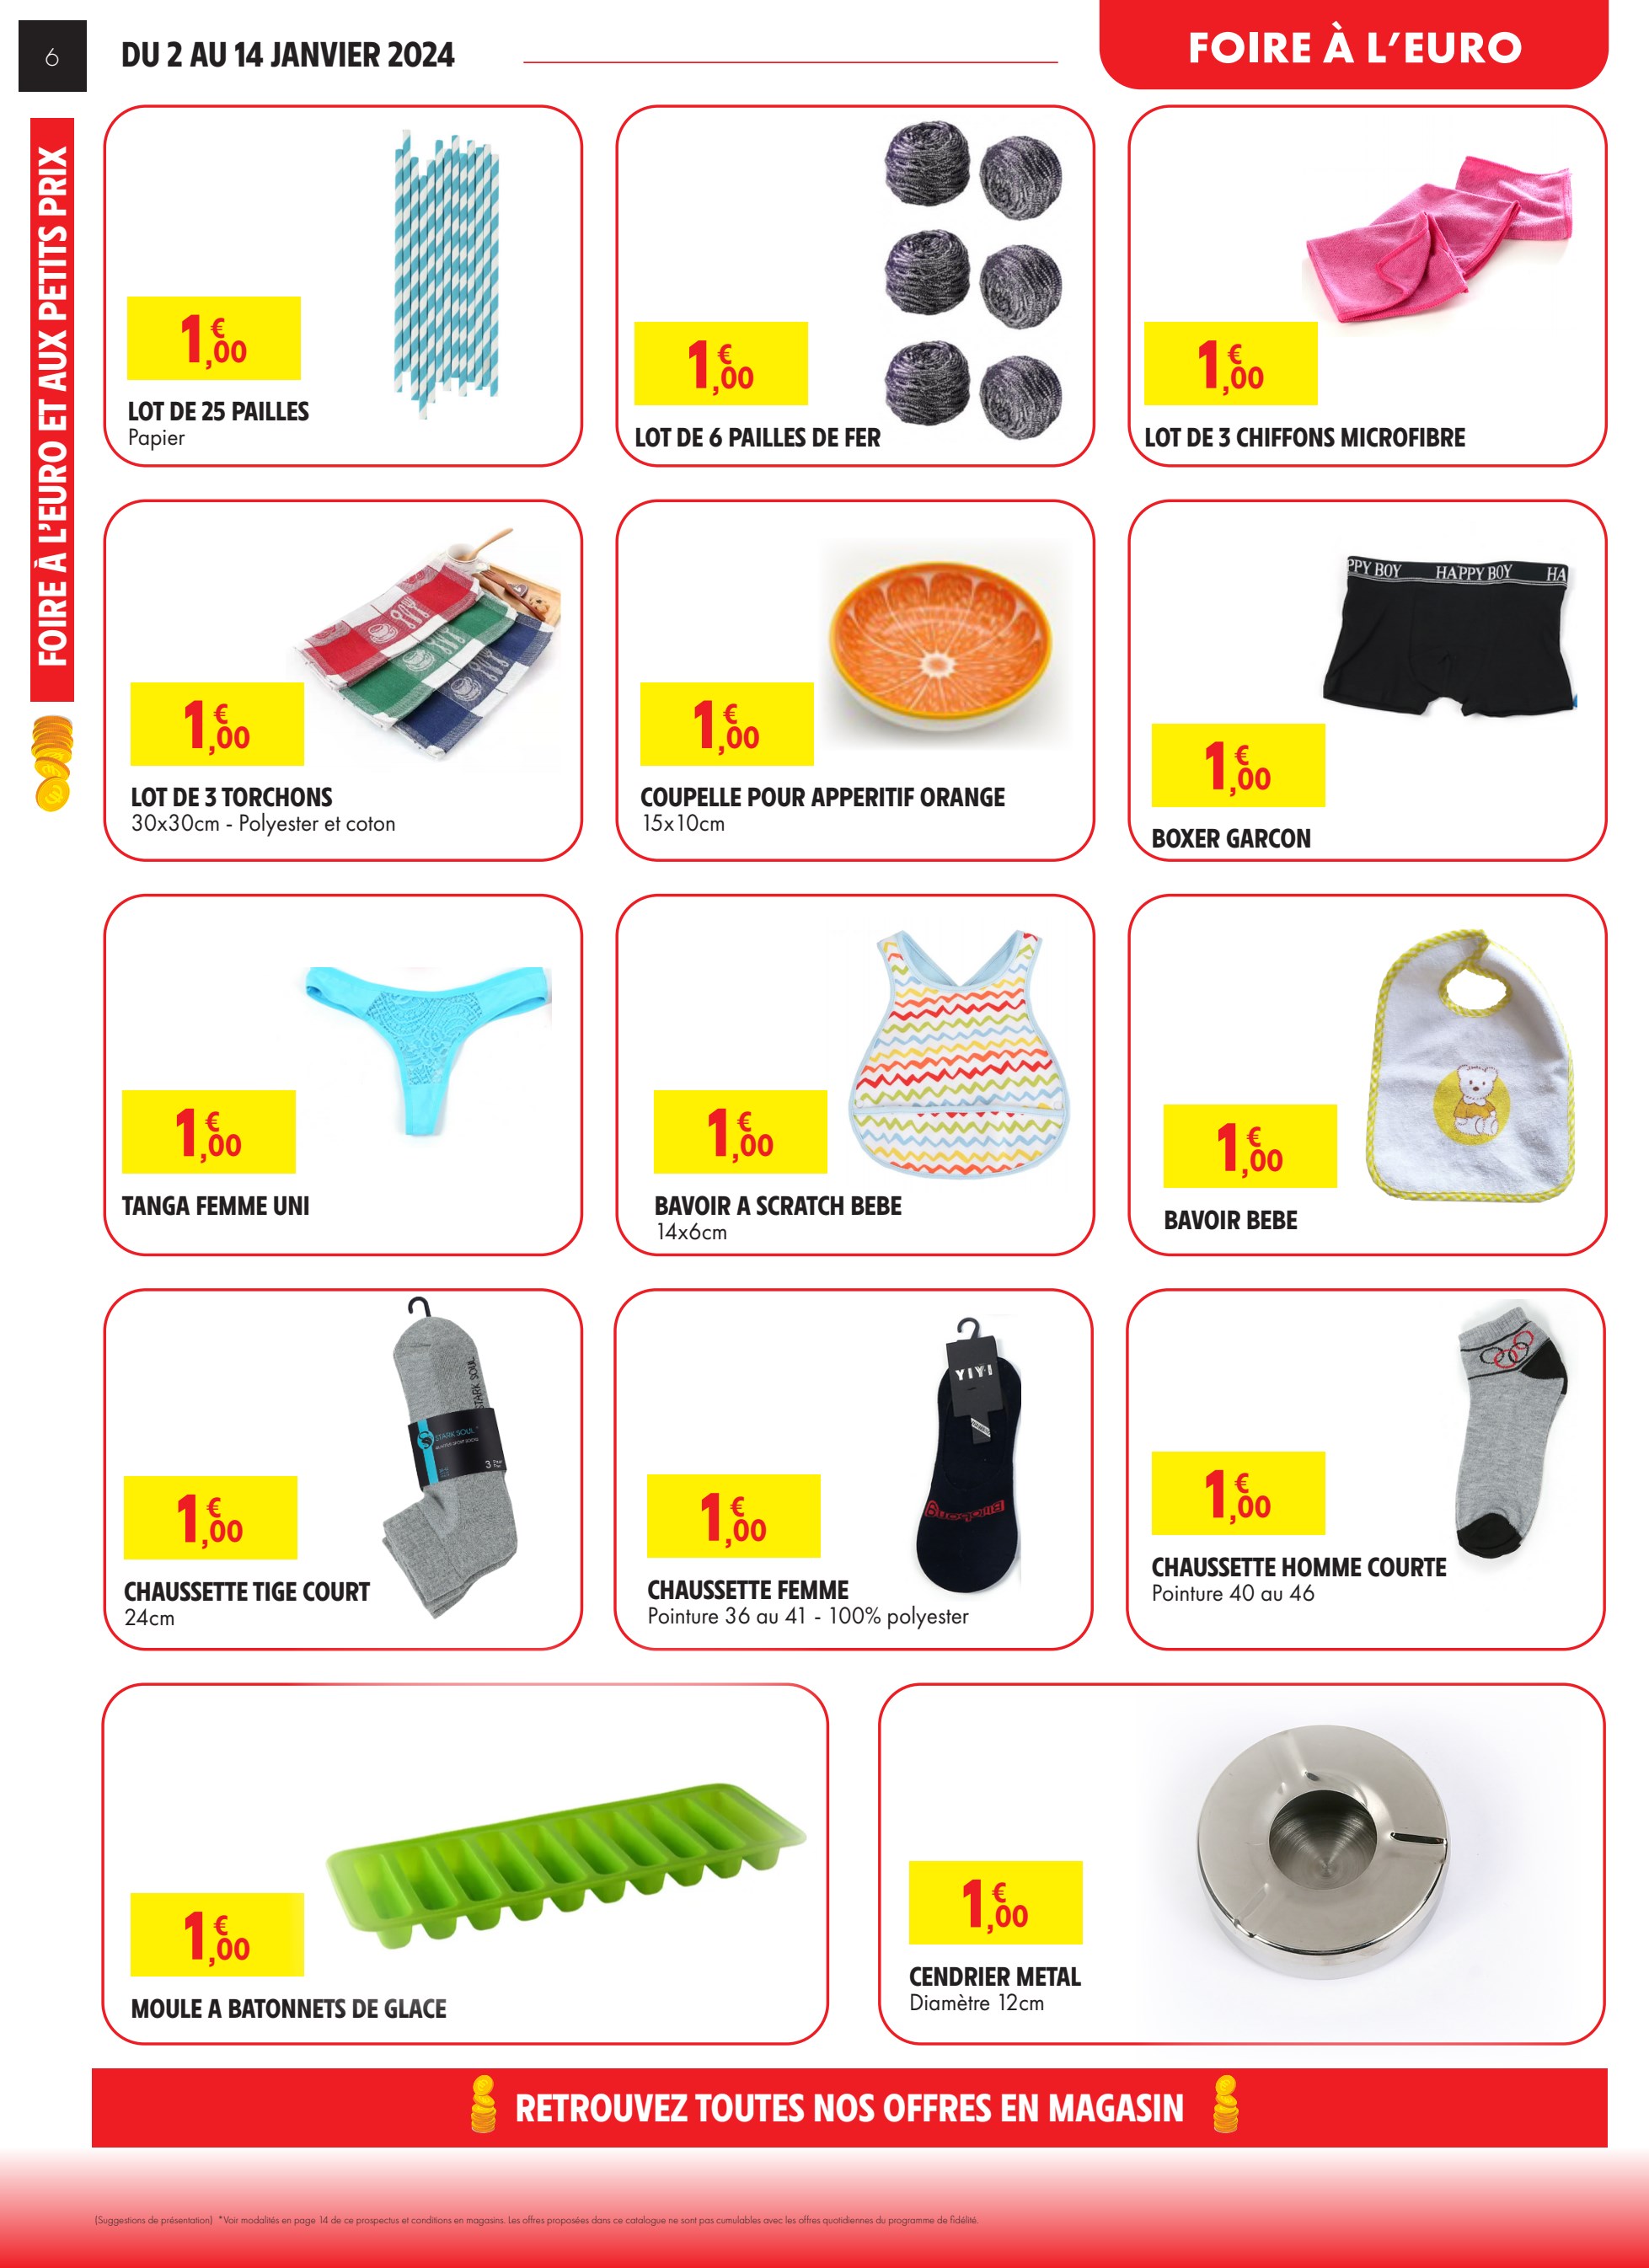 6
DU 2 AU 14 JANVIER 2024
FOIRE À L'EURO
FOIRE À L'EURO ET AUX PETITS PRIX
1€,00
LOT DE 25 PAILLES
Papier
1€,00
LOT DE 6 PAILLES DE FER
1€,00
LOT DE 3 CHIFFONS MICROFIBRE
1€,00
LOT DE 3 TORCHONS
30x30cm - Polyester et coton
1€,00
COUPELLE POUR APPERITIF ORANGE
15x10cm
PPY BOY HAPPY BOY HA
1€,00
BOXER GARCON
1€,00
TANGA FEMME UNI
1€,00
BAVOIR A SCRATCH BEBE
14x6cm
1€,00
BAVOIR BEBE
STARK SOUL
STARK SOUL
3
1€,00
CHAUSSETTE TIGE COURT
24cm
YIYI
1€,00
CHAUSSETTE FEMME
Pointure 36 au 41 - 100% polyester
1€,00
CHAUSSETTE HOMME COURTE
Pointure 40 au 46
1€,00
MOULE A BATONNETS DE GLACE
1€,00
CENDRIER METAL
Diamètre 12cm
RETROUVEZ TOUTES NOS OFFRES EN MAGASIN
(Suggestions de présentation) *Voir modalités en page 14 de ce prospectus et conditions en magasins. Les offres proposées dans ce catalogue ne sont pas cumulables avec les offres quotidiennes du programme de fidélité.